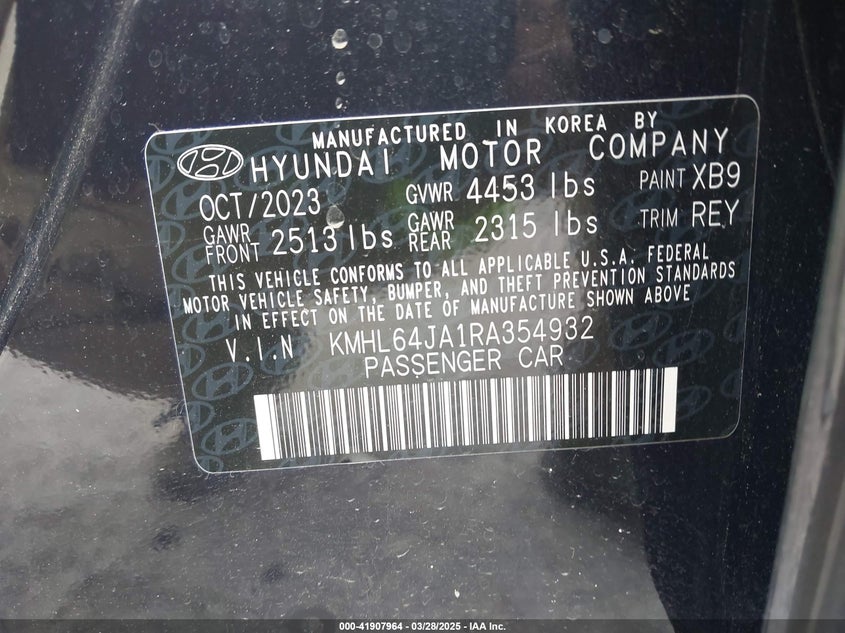 MANUFACTURED IN KOREA BY
HYUNDAI MOTOR COMPANY
OCT/2023 GVWR 4453 lbs PAINT XB9
GAWR FRONT 2513 lbs GAWR REAR 2315 lbs TRIM REY
THIS VEHICLE CONFORMS TO ALL APPLICABLE U.S.A. FEDERAL
MOTOR VEHICLE SAFETY, BUMPER, AND THEFT PREVENTION STANDARDS
IN EFFECT ON THE DATE OF MANUFACTURE SHOWN ABOVE
V.I.N KMHL64JA1RA354932
PASSENGER CAR
000-41907964 - 03/28/2025 - IAA Inc.